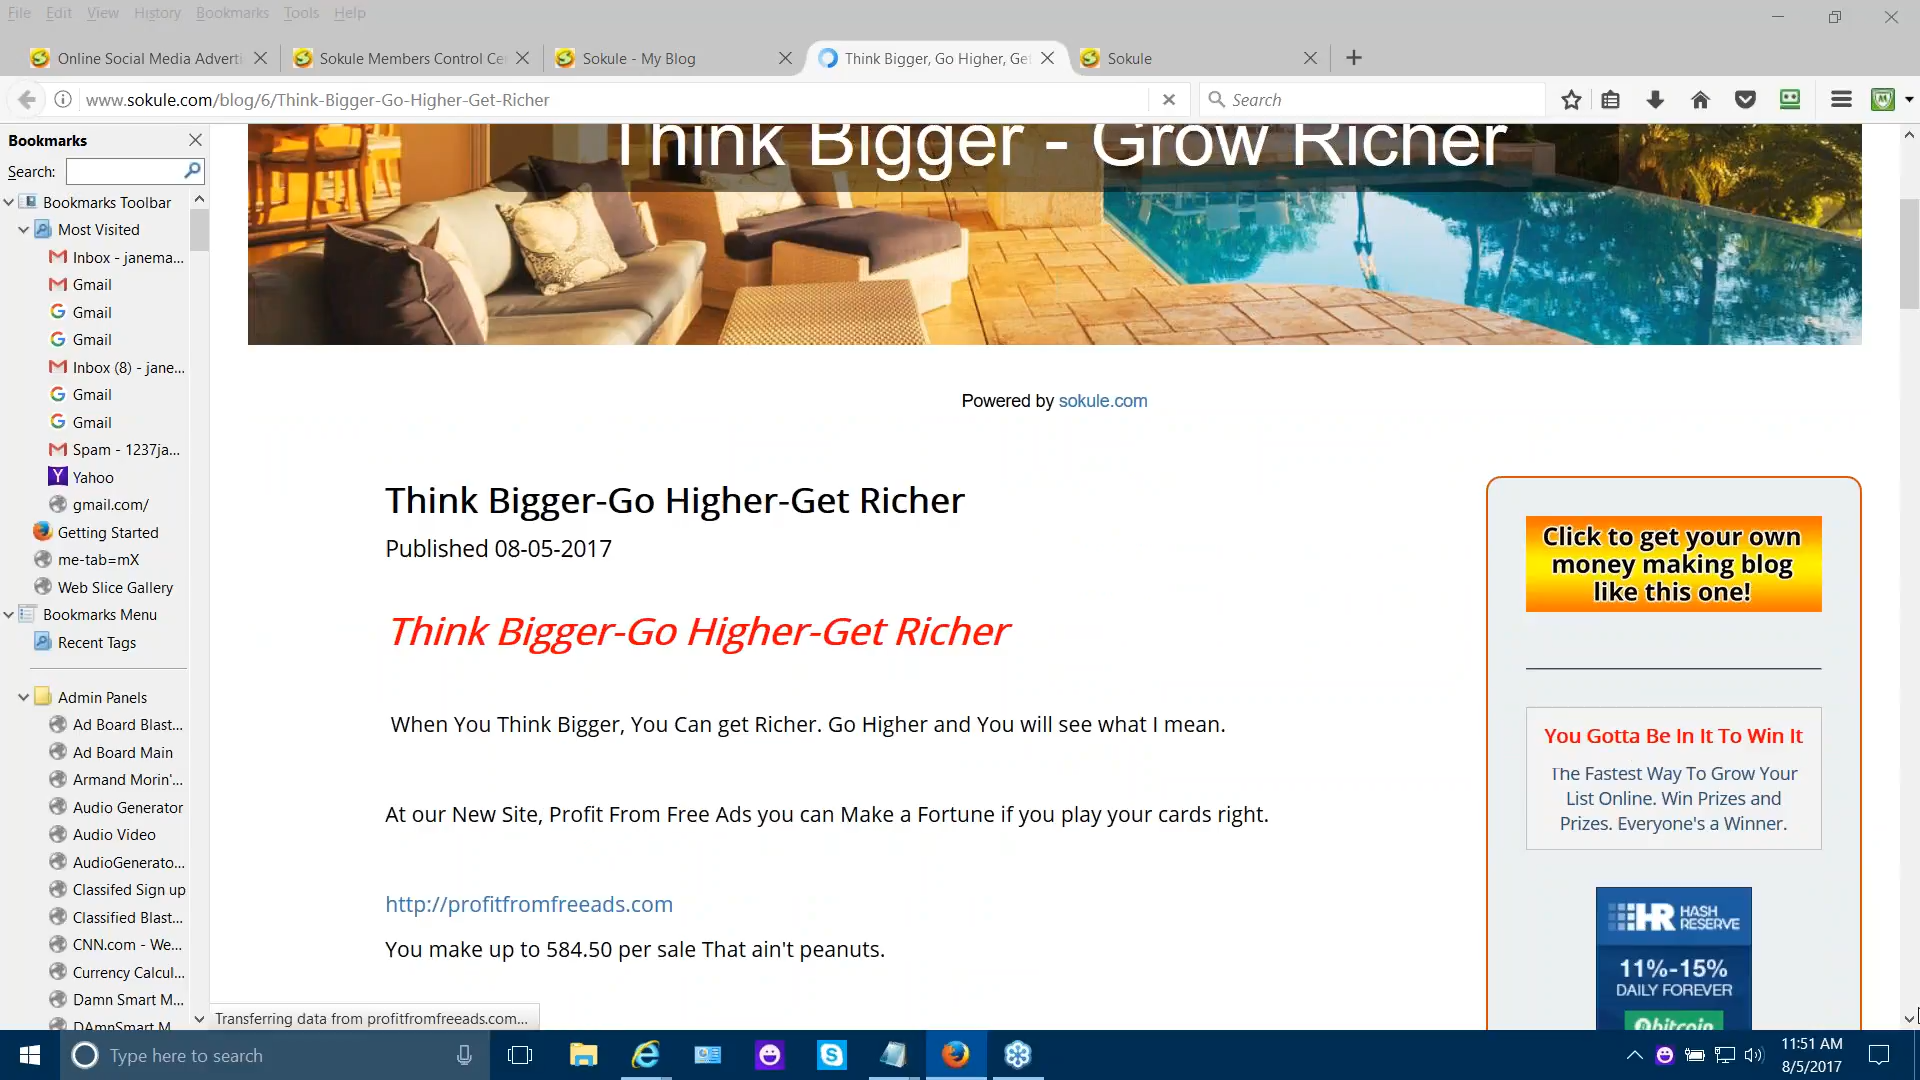 File Edit View History Bookmarks Tools Help
Online Social Media Adverti
Sokule Members Control Ce
Sokule - My Blog
Think Bigger, Go Higher, Get
Sokule
www.sokule.com/blog/6/Think-Bigger-Go-Higher-Get-Richer
Search
Bookmarks
Search:
Bookmarks Toolbar
Most Visited
Inbox - janema...
Gmail
Gmail
Gmail
Inbox (8) - jane...
Gmail
Gmail
Spam - 1237ja...
Yahoo
gmail.com/
Getting Started
me-tab=mX
Web Slice Gallery
Bookmarks Menu
Recent Tags
Admin Panels
Ad Board Blast...
Ad Board Main
Armand Morin'...
Audio Generator
Audio Video
AudioGenerato...
Classifed Sign up
Classified Blast...
CNN.com - We...
Currency Calcul...
Damn Smart M...
DAmnSmart M
Think Bigger - Grow Richer
Powered by sokule.com
Think Bigger-Go Higher-Get Richer
Published 08-05-2017
Think Bigger-Go Higher-Get Richer
When You Think Bigger, You Can get Richer. Go Higher and You will see what I mean.
At our New Site, Profit From Free Ads you can Make a Fortune if you play your cards right.
http://profitfromfreeads.com
You make up to 584.50 per sale That ain't peanuts.
Click to get your own
money making blog
like this one!
You Gotta Be In It To Win It
The Fastest Way To Grow Your
List Online. Win Prizes and
Prizes. Everyone's a Winner.
HR HASH
RESERVE
11%-15%
DAILY FOREVER
bitcoin
Transferring data from profitfromfreeads.com...
Type here to search
11:51 AM
8/5/2017